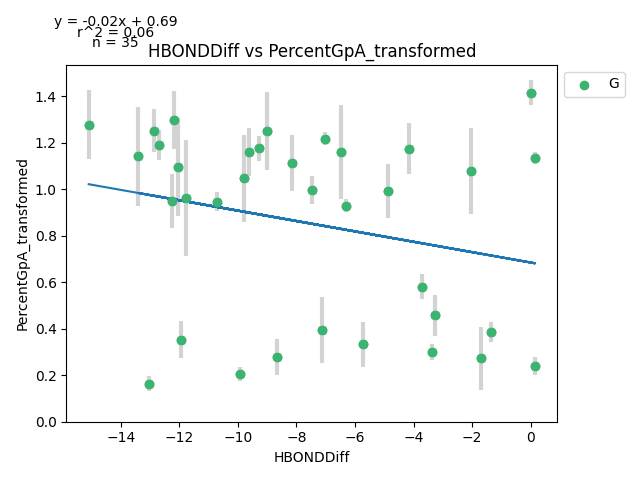 y = -0.02x + 0.69
r^2 = 0.06
n = 35
HBONDDiff vs PercentGpA_transformed
G
PercentGpA_transformed
1.4
1.2
1.0
0.8
0.6
0.4
0.2
0.0
−14 −12 −10 −8 −6 −4 −2 0
HBONDDiff